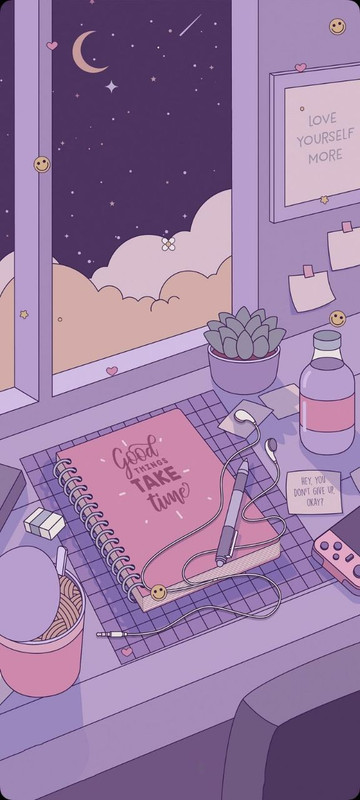 LOVE
YOURSELF
MORE
Good
THINGS
TAKE
time
HEY, YOU
DON'T GIVE UP,
OKAY?